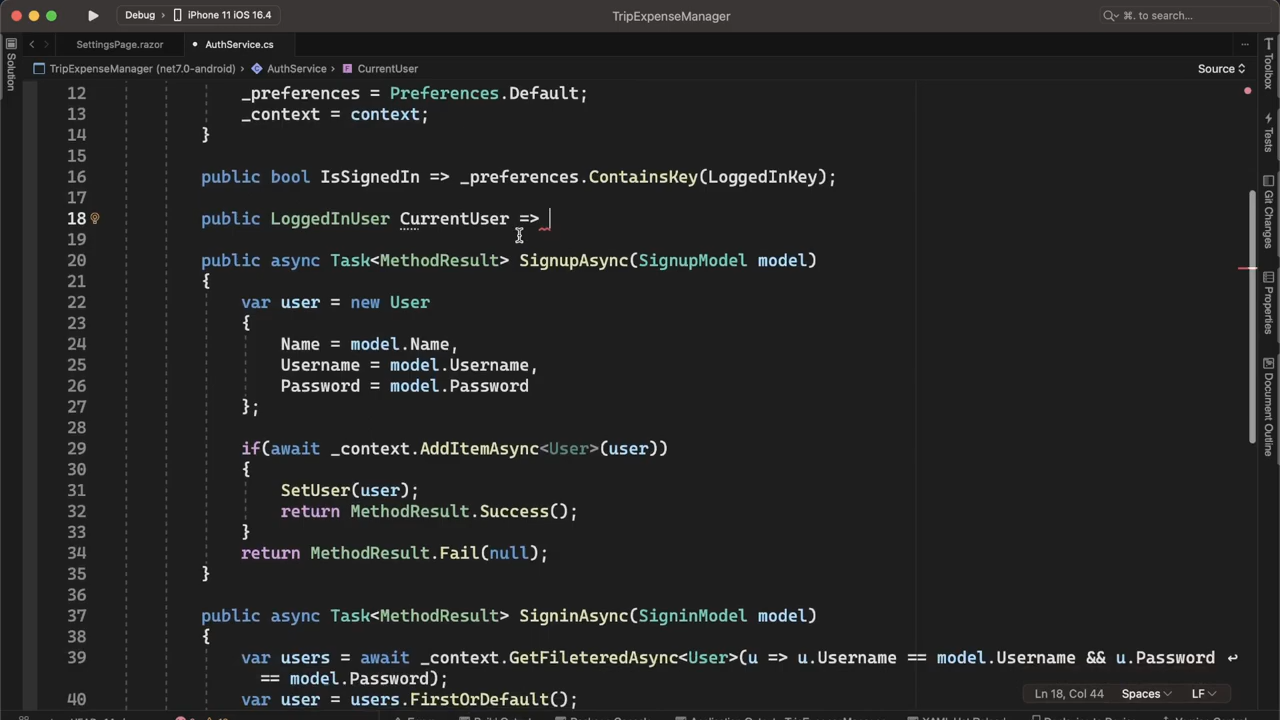 Debug › iPhone 11 iOS 16.4
TripExpenseManager
⌘. to search...
SettingsPage.razor
AuthService.cs
TripExpenseManager (net7.0-android) › AuthService › CurrentUser
Source
Solution
Toolbox
Tests
Git Changes
Properties
Document Outline
12 _preferences = Preferences.Default;
13 _context = context;
14 }
15
16 public bool IsSignedIn => _preferences.ContainsKey(LoggedInKey);
17
18 public LoggedInUser CurrentUser =>
19
20 public async Task<MethodResult> SignupAsync(SignupModel model)
21 {
22 var user = new User
23 {
24 Name = model.Name,
25 Username = model.Username,
26 Password = model.Password
27 };
28
29 if(await _context.AddItemAsync<User>(user))
30 {
31 SetUser(user);
32 return MethodResult.Success();
33 }
34 return MethodResult.Fail(null);
35 }
36
37 public async Task<MethodResult> SigninAsync(SigninModel model)
38 {
39 var users = await _context.GetFileteredAsync<User>(u => u.Username == model.Username && u.Password
== model.Password);
40 var user = users.FirstOrDefault();
Ln 18, Col 44
Spaces
LF